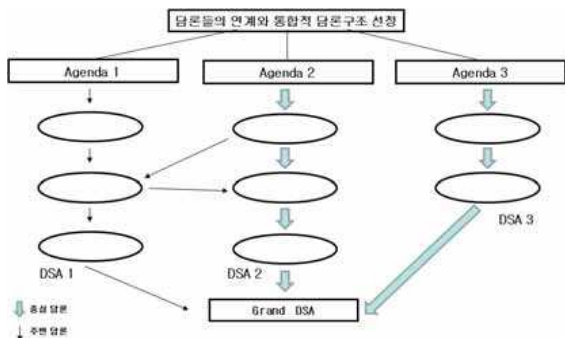 담론들의 연계와 통합적 담론구조 선정
Agenda 1
Agenda 2
Agenda 3
DSA 3
DSA 1
DSA 2
Grand DSA
중심 담론
주변 담론